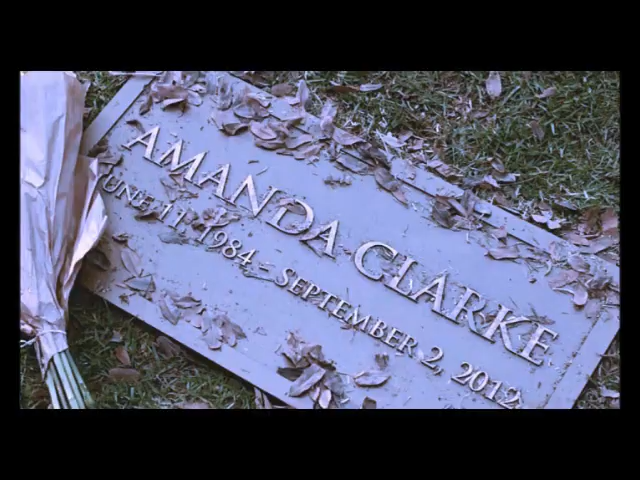 AMANDA CLARKE
JUNE 11, 1984 – SEPTEMBER 2, 2012